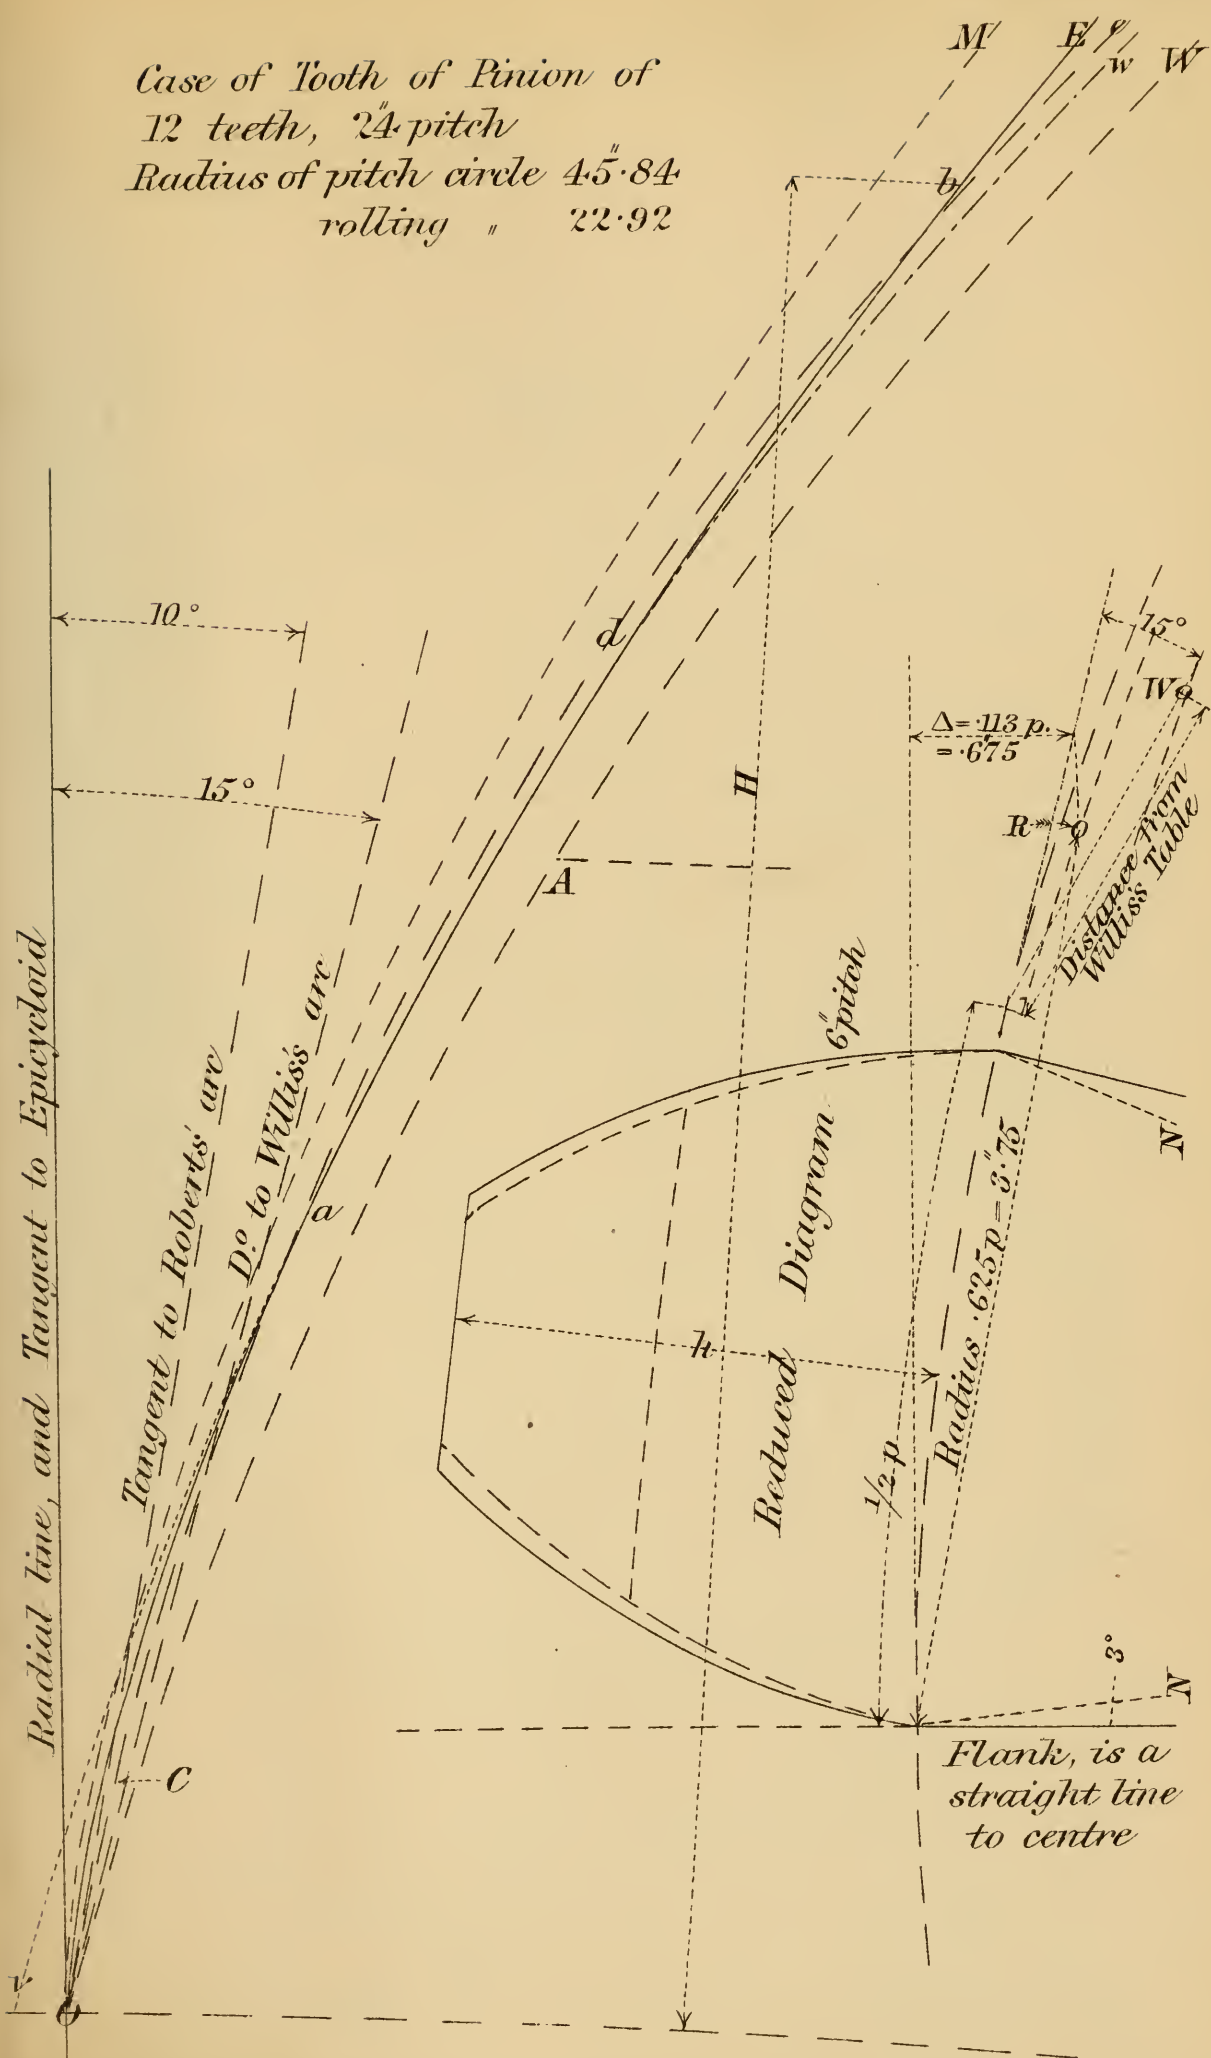 Case of Tooth of Pinion of
12 teeth, 24" pitch
Radius of pitch circle 45"·84
rolling " 22·92
M
E
e
w
W
b
10°
15°
d
A
H
15°
W
Δ=·113 p.
=·675"
R
Distance from
Willis's Table
Radial line, and Tangent to Epicycloid
Tangent to Roberts' arc
D.º to Willis's arc
a
6" pitch
Reduced Diagram
h
1/2 p
Radius ·625 p = 3"·75
N
3°
N
C
Flank, is a
straight line
to centre
v
O